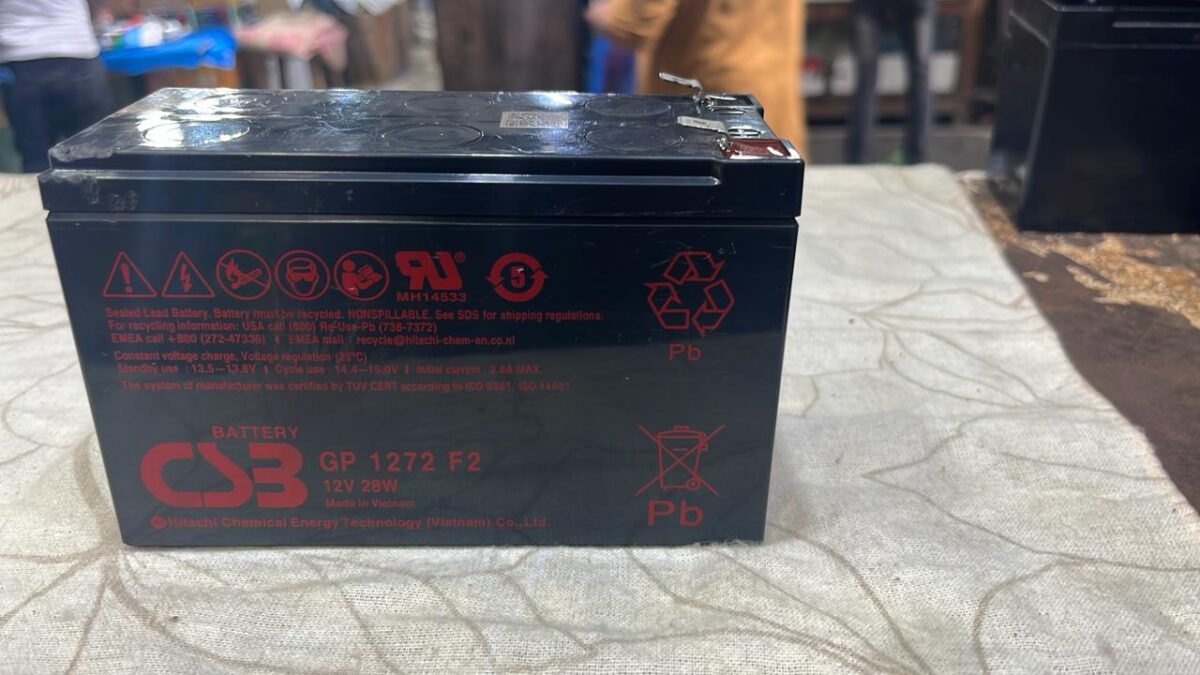 MH14533
5
Sealed Lead Battery. Battery must be recycled. NONSPILLABLE. See SDS for shipping regulations.
For recycling information: USA call (800) Re-Use-Pb (738-7372)
EMEA call +800 (272-47336) EMEA mail : recycle@hitachi-chem-en.co.nl
Constant voltage charge, Voltage regulation (25°C)
Standby use : 13.5~13.8V Cycle use : 14.4~15.0V Initial current : 2.8A MAX.
The system of manufacturer was certified by TUV CERT according to ISO 9001, ISO 14001
Pb
BATTERY
CSB GP 1272 F2
12V 28W
Made in Vietnam
Hitachi Chemical Energy Technology (Vietnam) Co., Ltd.
Pb